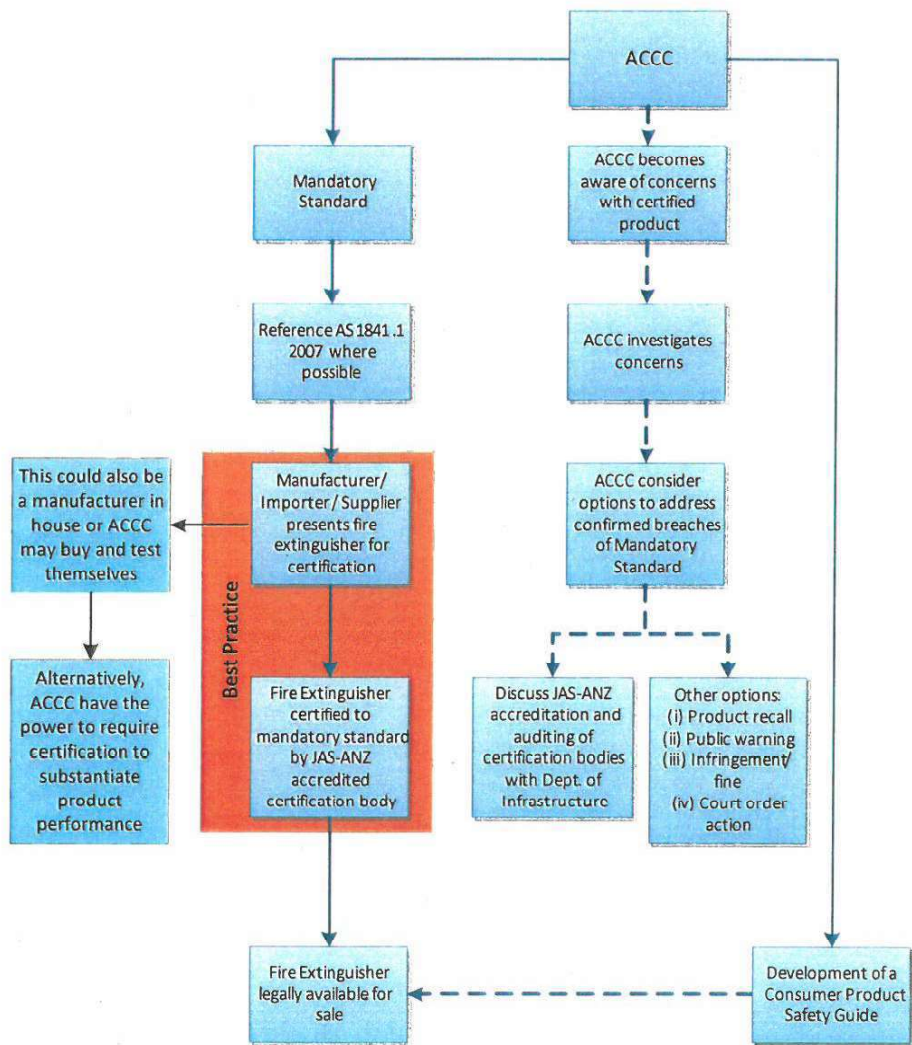 ACCC
Mandatory
Standard
ACCC becomes
aware of concerns
with certified
product
Reference AS 1841.1
2007 where
possible
ACCC investigates
concerns
This could also be
a manufacturer in
house or ACCC
may buy and test
themselves
Best Practice
Manufacturer/
Importer / Supplier
presents fire
extinguisher for
certification
ACCC consider
options to address
confirmed breaches
of Mandatory
Standard
Alternatively,
ACCC have the
power to require
certification to
substantiate
product
performance
Fire Extinguisher
certified to
mandatory standard
by JAS-ANZ
accredited
certification body
Discuss JAS-ANZ
accreditation and
auditing of
certification bodies
with Dept. of
Infrastructure
Other options:
(i) Product recall
(ii) Public warning
(iii) Infringement/
fine
(iv) Court order
action
Fire Extinguisher
legally available for
sale
Development of a
Consumer Product
Safety Guide